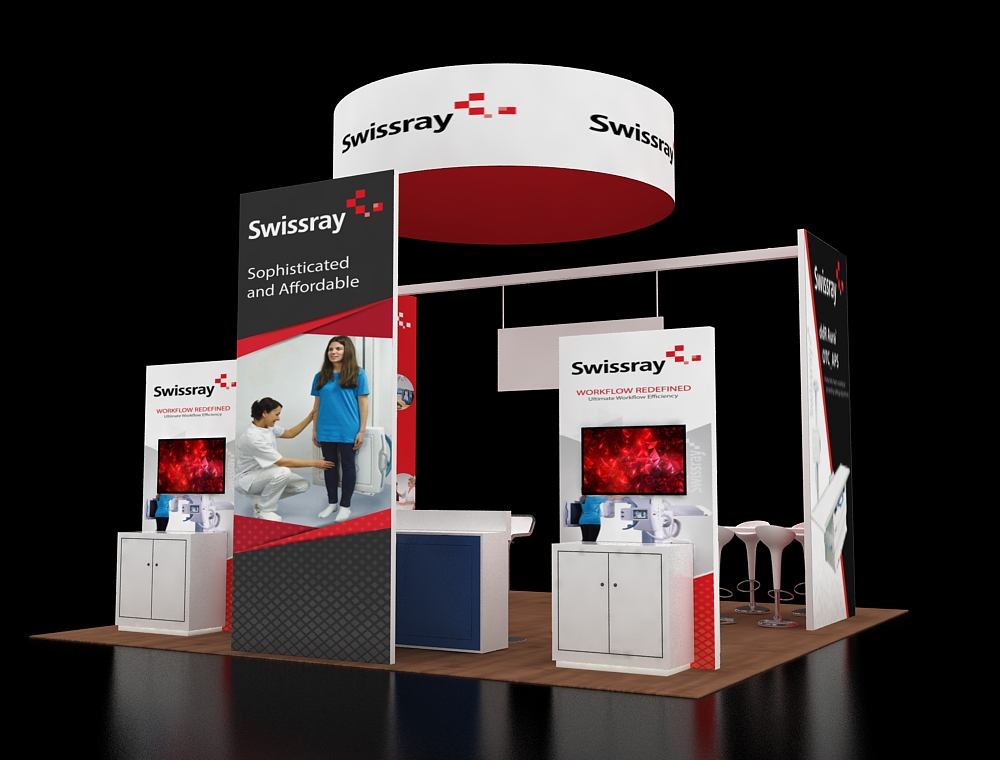 Swissray
Swissray
Swissray
Sophisticated
and Affordable
Swissray
WORKFLOW REDEFINED
Ultimate Workflow Efficiency
Swissray
WORKFLOW REDEFINED
Ultimate Workflow Efficiency
swissray
Swissray